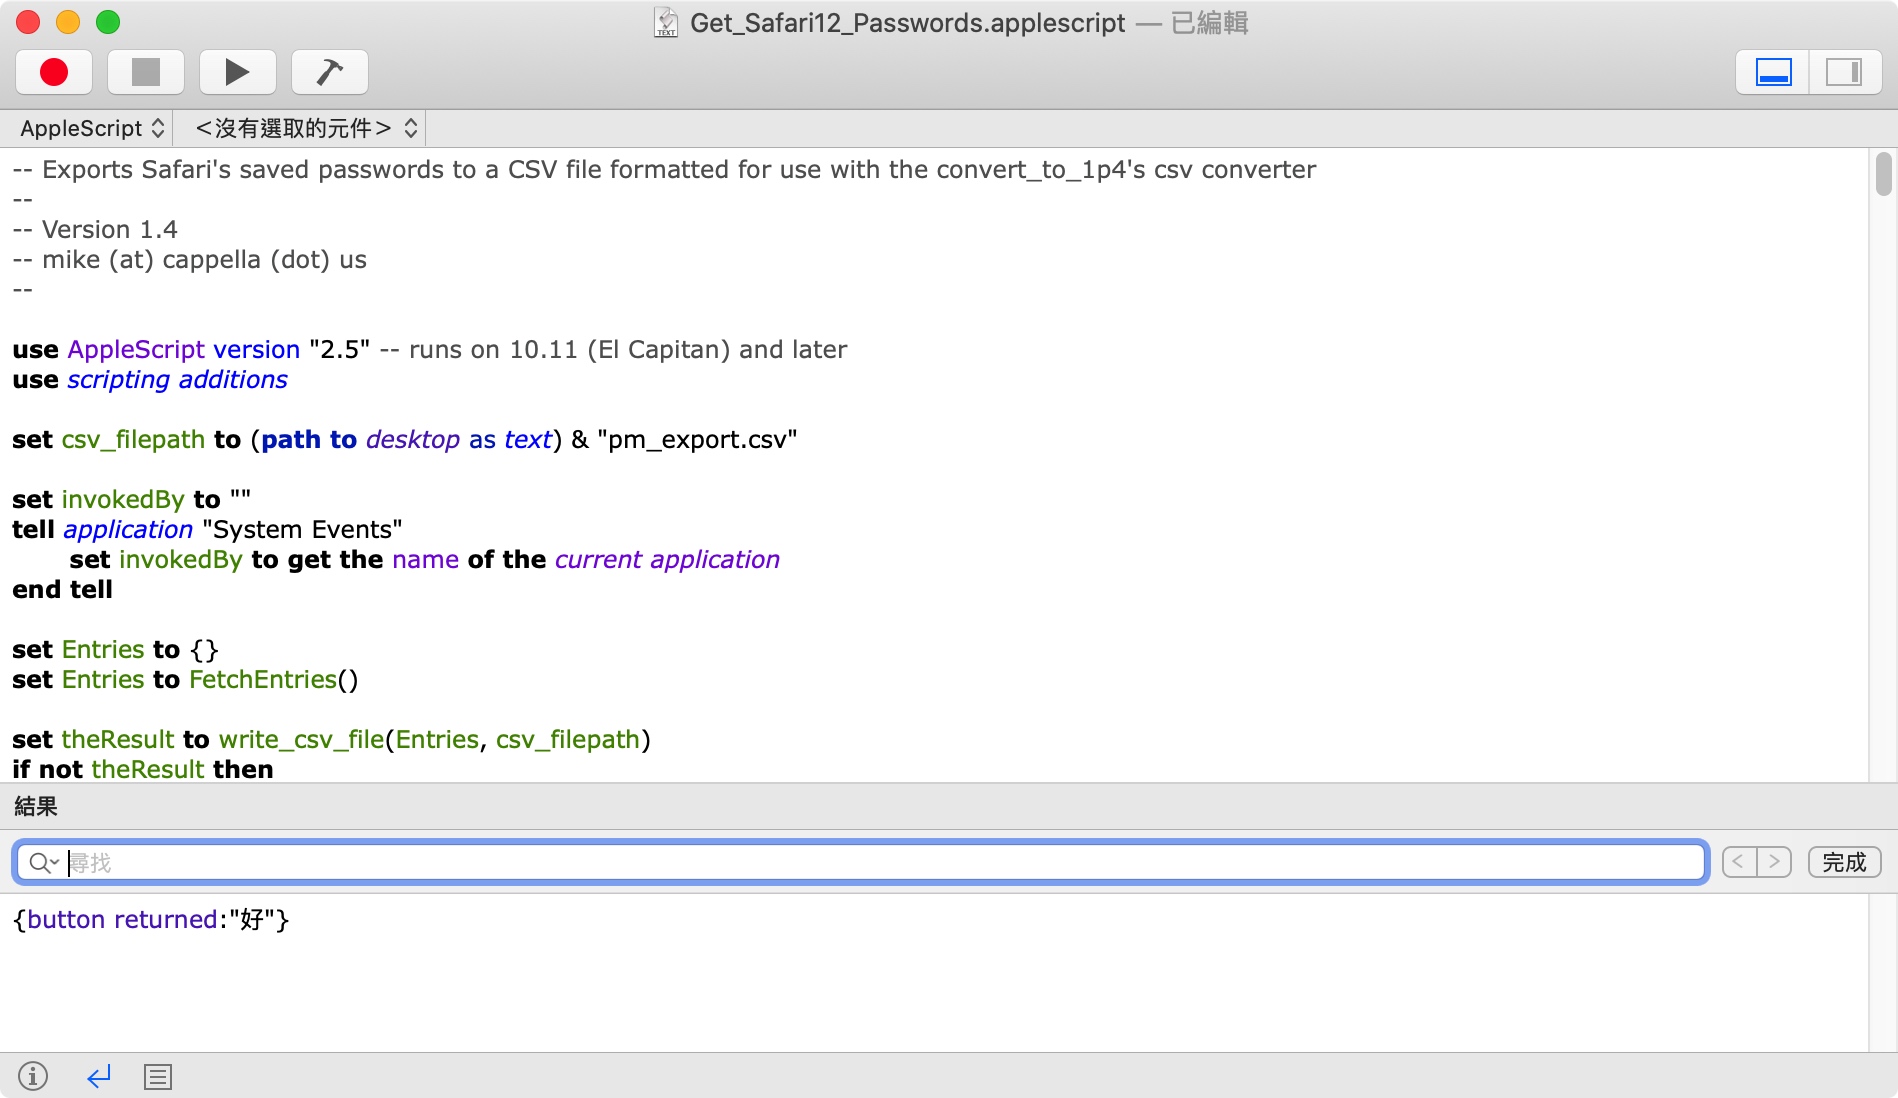 Get_Safari12_Passwords.applescript — 已編輯
AppleScript <沒有選取的元件>
-- Exports Safari's saved passwords to a CSV file formatted for use with the convert_to_1p4's csv converter
--
-- Version 1.4
-- mike (at) cappella (dot) us
--
use AppleScript version "2.5" -- runs on 10.11 (El Capitan) and later
use scripting additions
set csv_filepath to (path to desktop as text) & "pm_export.csv"
set invokedBy to ""
tell application "System Events"
set invokedBy to get the name of the current application
end tell
set Entries to {}
set Entries to FetchEntries()
set theResult to write_csv_file(Entries, csv_filepath)
if not theResult then
結果
尋找 < > 完成
{button returned:"好"}